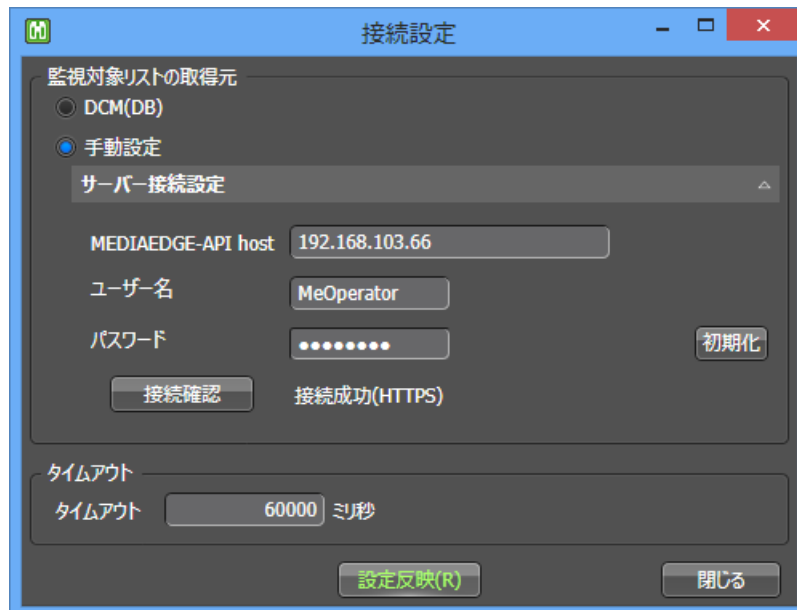 接続設定
監視対象リストの取得元
DCM(DB)
手動設定
サーバー接続設定
MEDIAEDGE-API host 192.168.103.66
ユーザー名 MeOperator
パスワード ●●●●●●●●
初期化
接続確認 接続成功(HTTPS)
タイムアウト
タイムアウト 60000 ミリ秒
設定反映(R) 閉じる